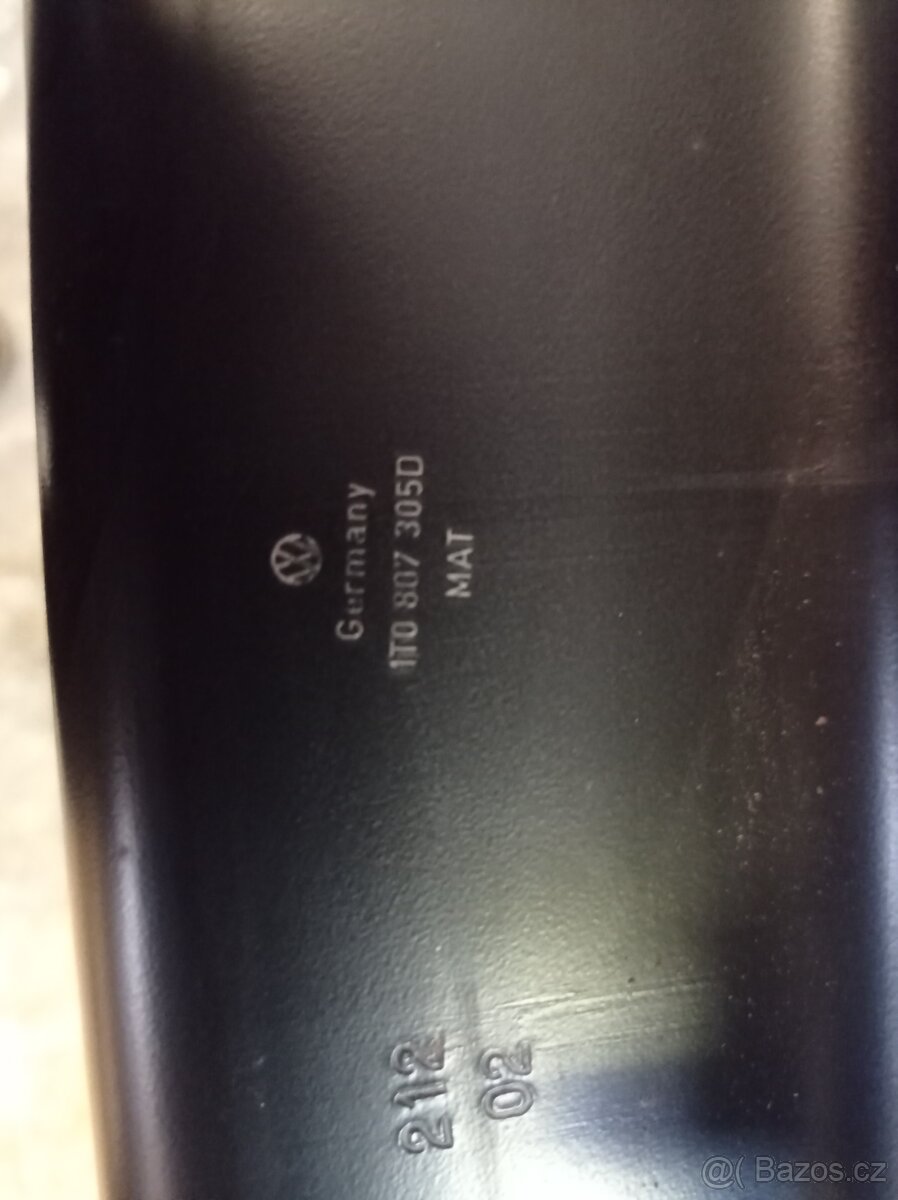 Germany
1T0 807 305D
MAT
212
02
@( Bazos.cz